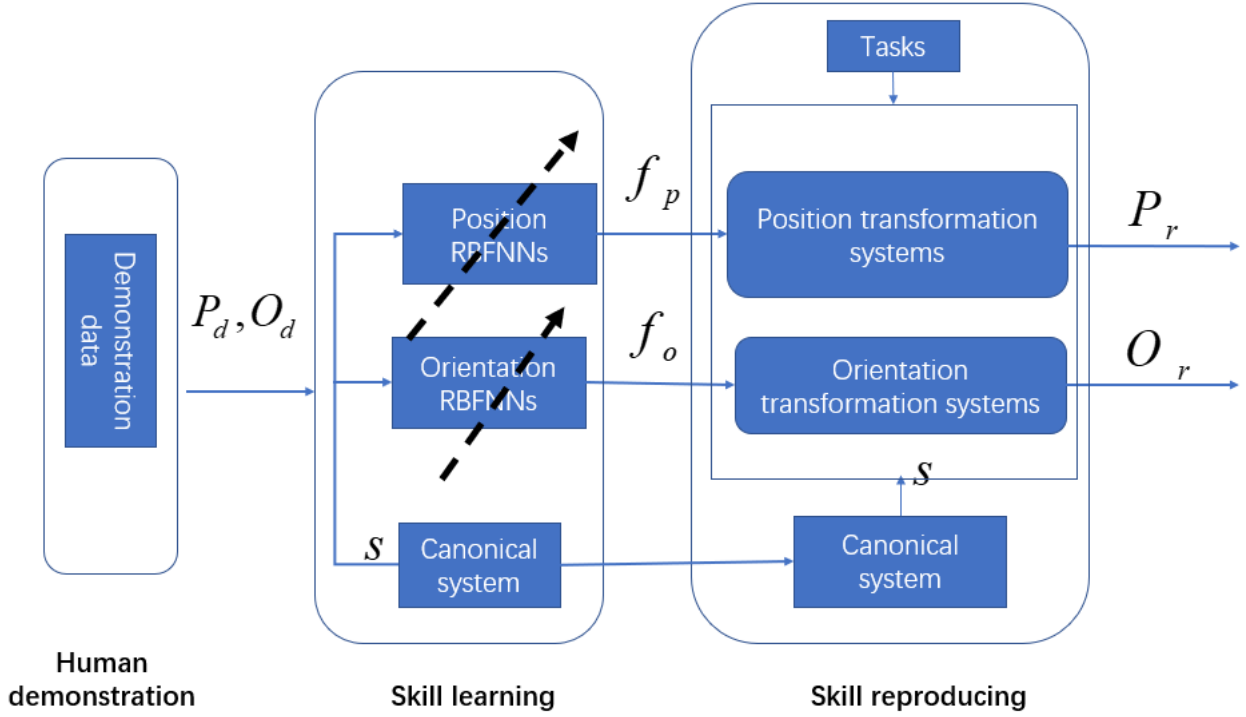 Tasks
Demonstration
data
P_d, O_d
Position
RBFNNs
f_p
Position transformation
systems
P_r
Orientation
RBFNNs
f_o
Orientation
transformation systems
O_r
s
Canonical
system
s
Canonical
system
Human
demonstration
Skill learning
Skill reproducing